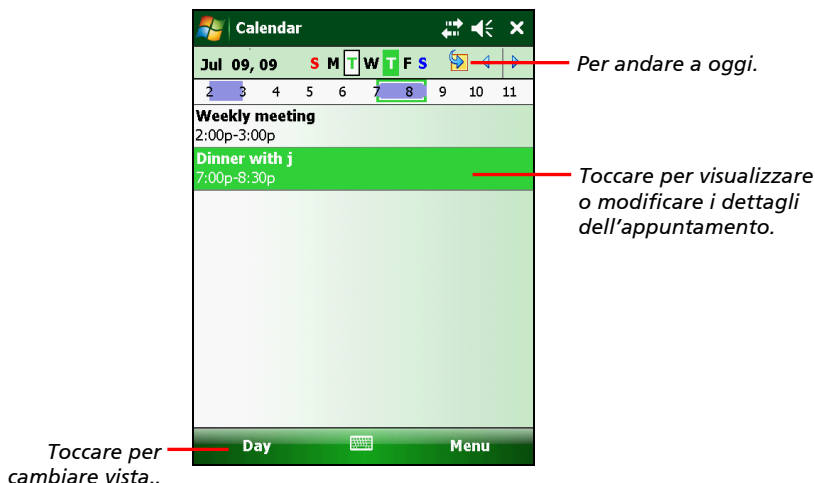 Calendar
Jul 09, 09 S M T W T F S
Per andare a oggi.
2 3 4 5 6 7 8 9 10 11
Weekly meeting
2:00p-3:00p
Dinner with j
7:00p-8:30p
Toccare per visualizzare
o modificare i dettagli
dell'appuntamento.
Day Menu
Toccare per
cambiare vista..